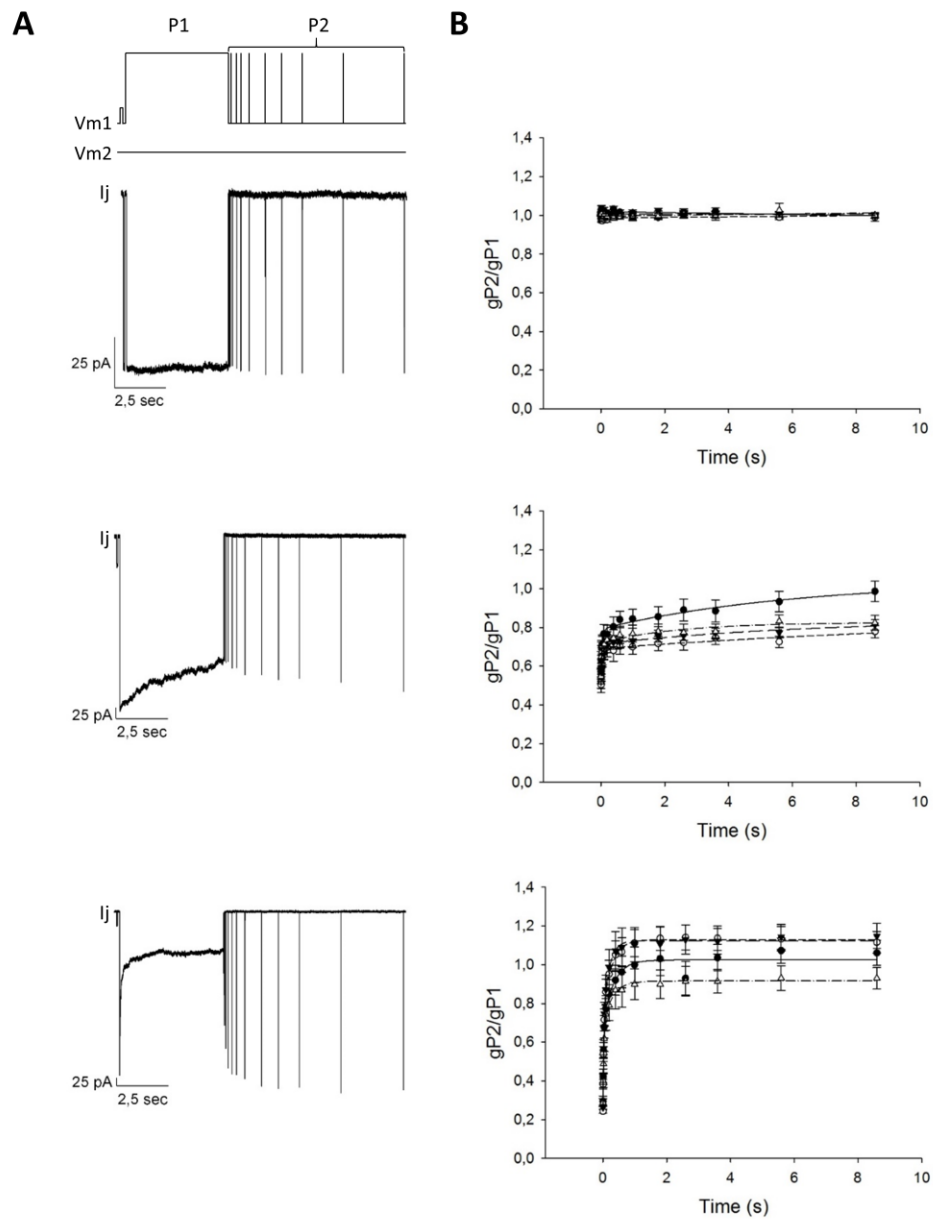 A
P1
P2
Vm1
Vm2
Ij
25 pA
2,5 sec
Ij
25 pA
2,5 sec
Ij
25 pA
2,5 sec
B
1,4
1,2
1,0
0,8
0,6
0,4
0,2
0,0
gP2/gP1
0 2 4 6 8 10
Time (s)
1,4
1,2
1,0
0,8
0,6
0,4
0,2
0,0
gP2/gP1
0 2 4 6 8 10
Time (s)
1,4
1,2
1,0
0,8
0,6
0,4
0,2
0,0
gP2/gP1
0 2 4 6 8 10
Time (s)